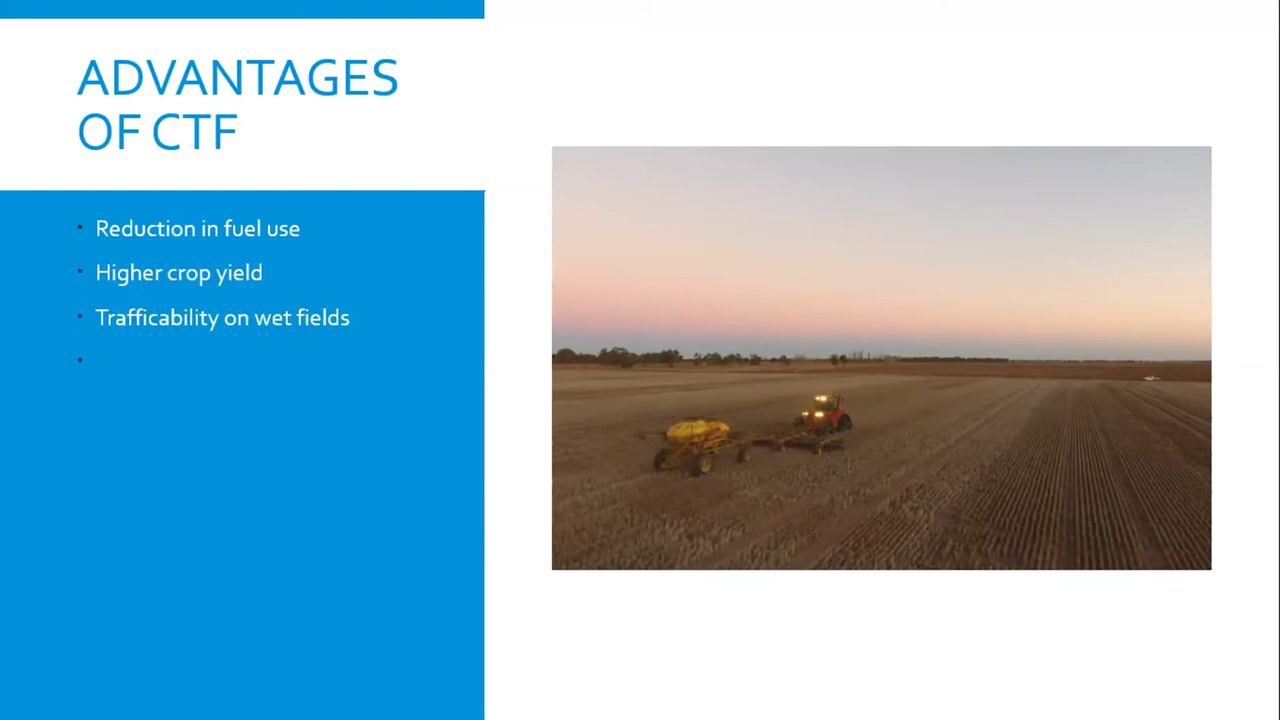 ADVANTAGES
OF CTF
· Reduction in fuel use
· Higher crop yield
· Trafficability on wet fields
·